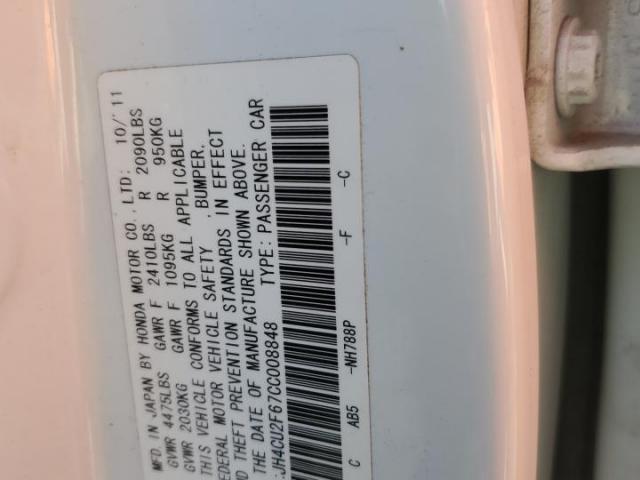 MFD. IN JAPAN BY HONDA MOTOR CO., LTD: 10/'11
GVWR 4475LBS GAWR F 2410LBS R 2090LBS
GVWR 2030KG GAWR F 1095KG R 950KG
THIS VEHICLE CONFORMS TO ALL APPLICABLE
FEDERAL MOTOR VEHICLE SAFETY , BUMPER,
AND THEFT PREVENTION STANDARDS IN EFFECT
THE DATE OF MANUFACTURE SHOWN ABOVE.
JH4CU2F67CC008848 TYPE: PASSENGER CAR
C AB5 -NH788P -F -C